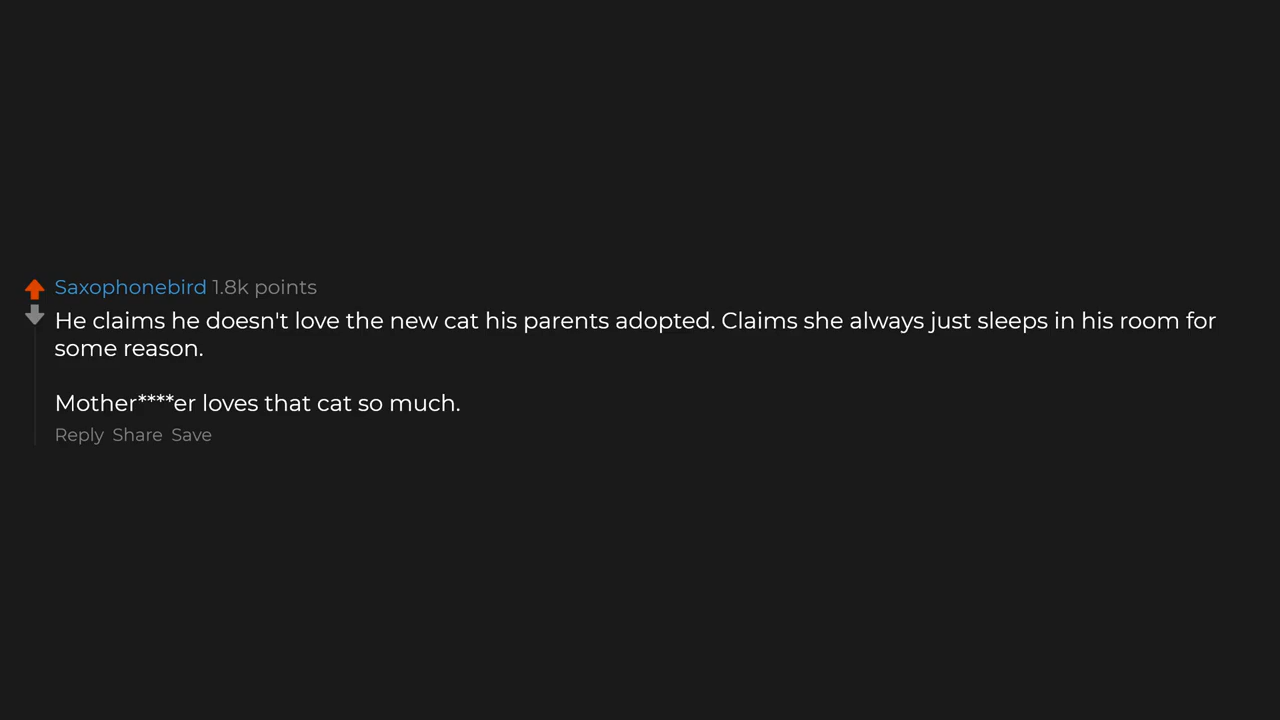 Saxophonebird 1.8k points
He claims he doesn't love the new cat his parents adopted. Claims she always just sleeps in his room for
some reason.
Mother****er loves that cat so much.
Reply Share Save